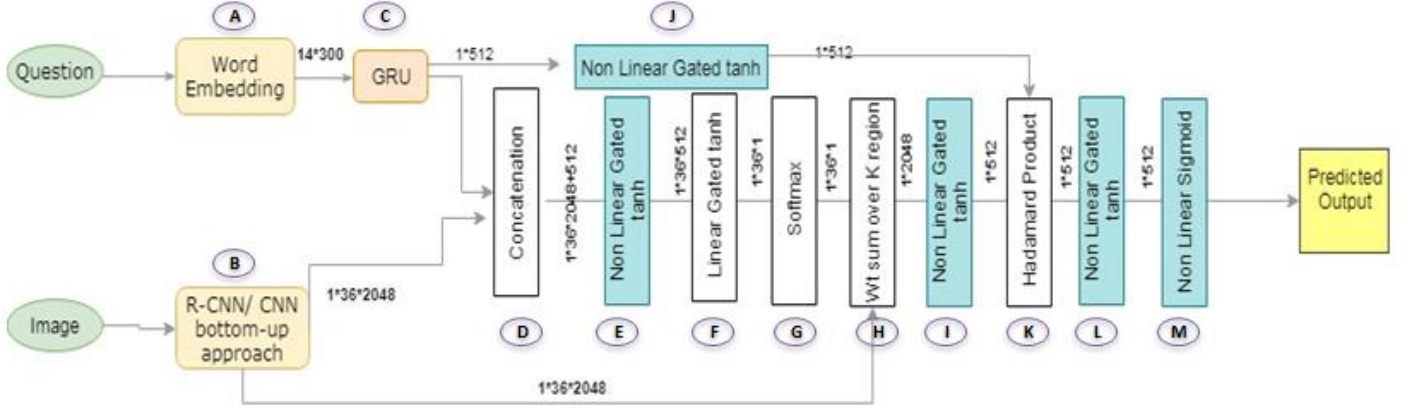 A
C
J
Question
Word
Embedding
14*300
GRU
1*512
Non Linear Gated tanh
1*512
Concatenation
1*36*2048+512
Non Linear Gated
tanh
1*36*512
Linear Gated tanh
1*36*1
Softmax
1*36*1
Wt sum over K region
1*2048
Non Linear Gated
tanh
1*512
Hadamard Product
1*512
Non Linear Gated
tanh
1*512
Non Linear Sigmoid
Predicted
Output
B
Image
R-CNN/ CNN
bottom-up
approach
1*36*2048
D
E
F
G
H
I
K
L
M
1*36*2048